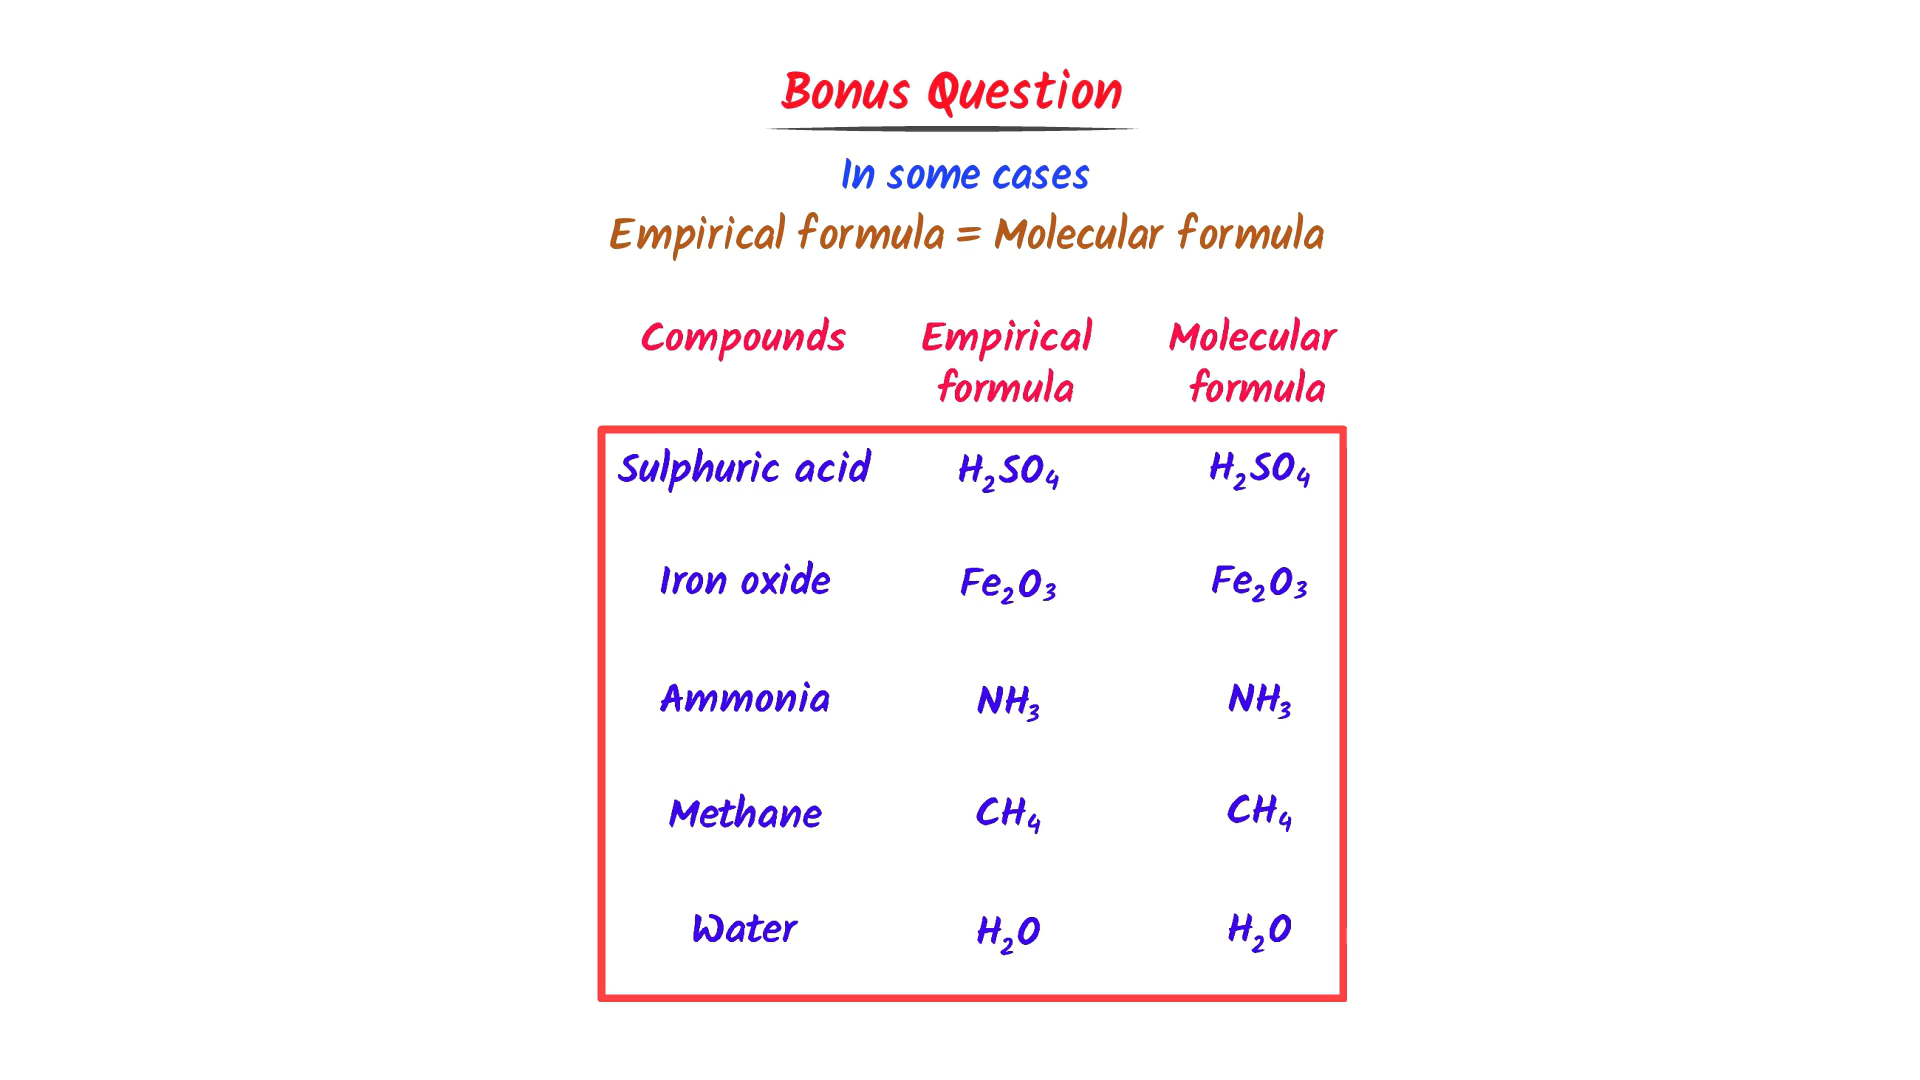 Bonus Question
In some cases
Empirical formula = Molecular formula
Compounds Empirical formula Molecular formula
Sulphuric acid H₂SO₄ H₂SO₄
Iron oxide Fe₂O₃ Fe₂O₃
Ammonia NH₃ NH₃
Methane CH₄ CH₄
Water H₂O H₂O